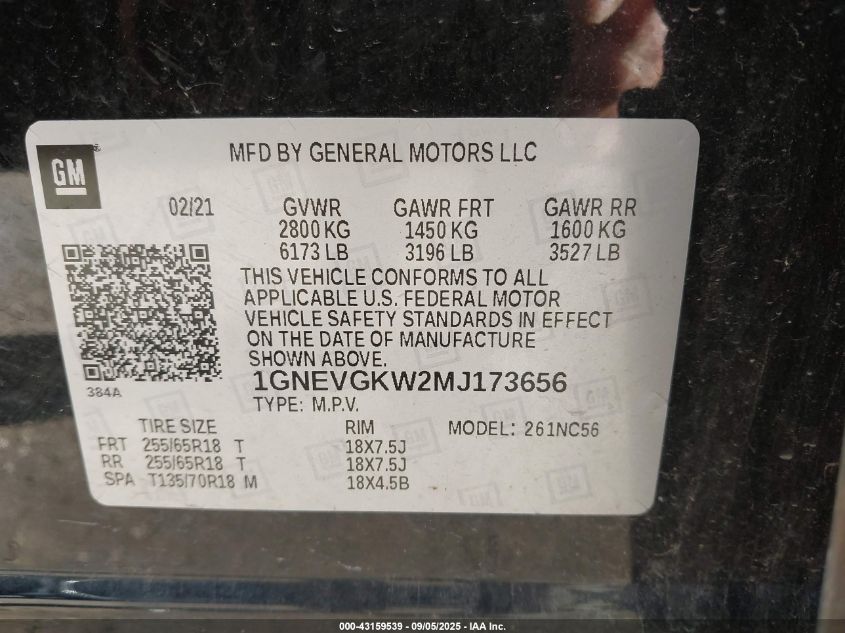 GM
MFD BY GENERAL MOTORS LLC
02/21 GVWR GAWR FRT GAWR RR
2800 KG 1450 KG 1600 KG
6173 LB 3196 LB 3527 LB
THIS VEHICLE CONFORMS TO ALL
APPLICABLE U.S. FEDERAL MOTOR
VEHICLE SAFETY STANDARDS IN EFFECT
ON THE DATE OF MANUFACTURE
SHOWN ABOVE.
384A
1GNEVGKW2MJ173656
TYPE: M.P.V.
TIRE SIZE RIM MODEL: 261NC56
FRT 255/65R18 T 18X7.5J
RR 255/65R18 T 18X7.5J
SPA T135/70R18 M 18X4.5B
000-43159539 - 09/05/2025 - IAA Inc.